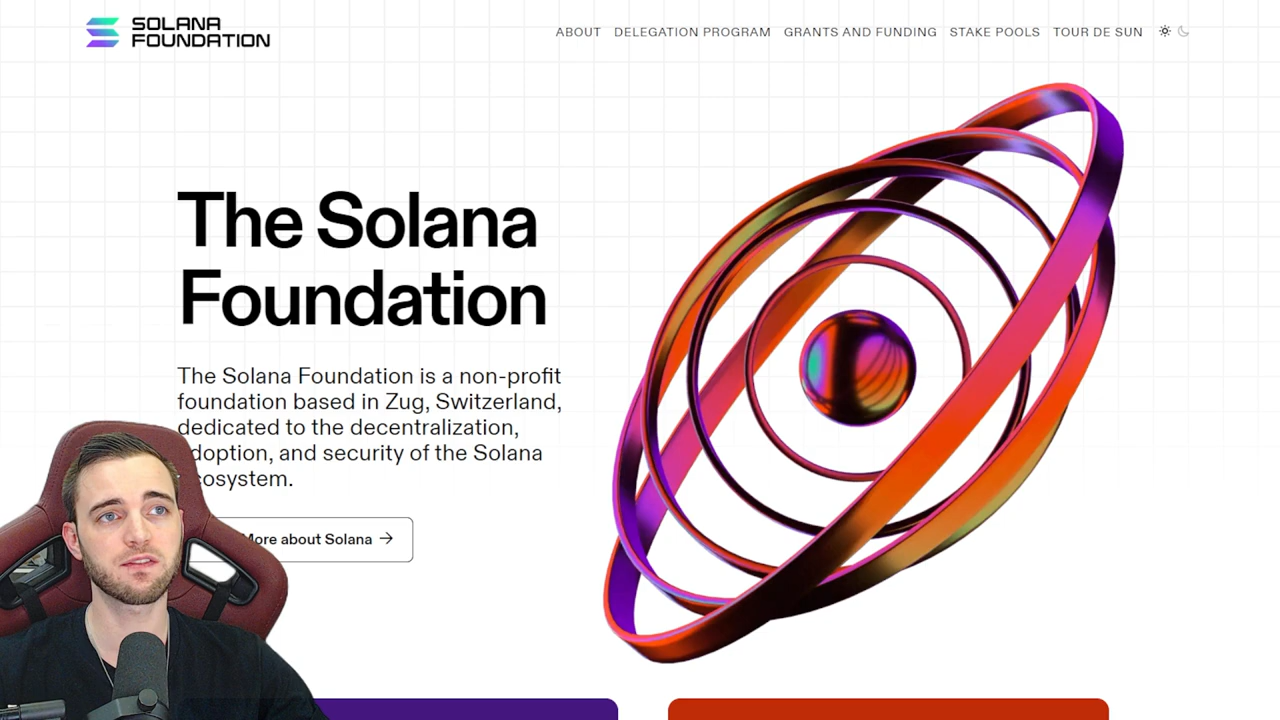 SOLANA
FOUNDATION
ABOUT DELEGATION PROGRAM GRANTS AND FUNDING STAKE POOLS TOUR DE SUN
The Solana
Foundation
The Solana Foundation is a non-profit
foundation based in Zug, Switzerland,
dedicated to the decentralization,
doption, and security of the Solana
cosystem.
More about Solana →